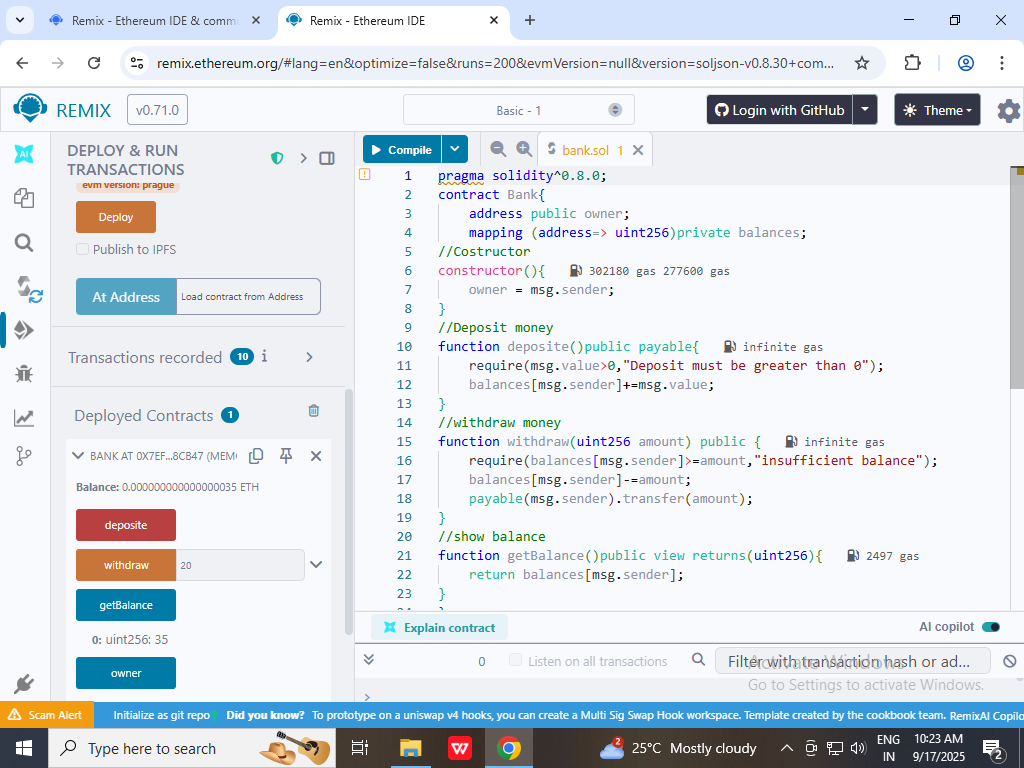 Remix - Ethereum IDE & comm
Remix - Ethereum IDE
remix.ethereum.org/#lang=en&optimize=false&runs=200&evmVersion=null&version=soljson-v0.8.30+com...
REMIX
v0.71.0
Basic - 1
Login with GitHub
Theme
DEPLOY & RUN
TRANSACTIONS
evm version: prague
Deploy
Publish to IPFS
At Address
Load contract from Address
Transactions recorded 10 i
Deployed Contracts 1
BANK AT 0X7EF...8CB47 (MEM
Balance: 0.000000000000000035 ETH
deposite
withdraw
20
getBalance
0: uint256: 35
owner
Compile
bank.sol 1
1 pragma solidity^0.8.0;
2 contract Bank{
3 address public owner;
4 mapping (address=> uint256)private balances;
5 //Costructor
6 constructor(){ 302180 gas 277600 gas
7 owner = msg.sender;
8 }
9 //Deposit money
10 function deposite()public payable{ infinite gas
11 require(msg.value>0,"Deposit must be greater than 0");
12 balances[msg.sender]+=msg.value;
13 }
14 //withdraw money
15 function withdraw(uint256 amount) public { infinite gas
16 require(balances[msg.sender]>=amount,"insufficient balance");
17 balances[msg.sender]-=amount;
18 payable(msg.sender).transfer(amount);
19 }
20 //show balance
21 function getBalance()public view returns(uint256){ 2497 gas
22 return balances[msg.sender];
23 }
Explain contract
AI copilot
0
Listen on all transactions
Filter with transaction hash or ad...
>
Activate Windows
Go to Settings to activate Windows.
Scam Alert
Initialize as git repo
Did you know? To prototype on a uniswap v4 hooks, you can create a Multi Sig Swap Hook workspace. Template created by the cookbook team.
RemixAI Copilo
Type here to search
2
25°C Mostly cloudy
ENG
IN
10:23 AM
9/17/2025
2